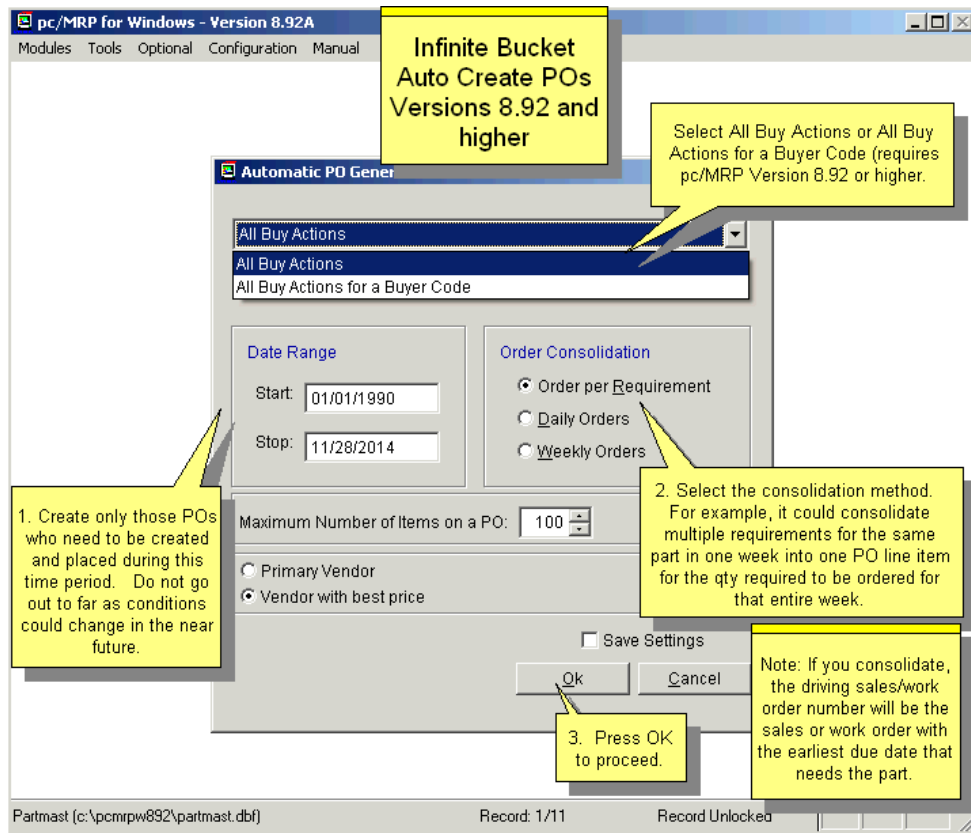 pc/MRP for Windows - Version 8.92A
Modules Tools Optional Configuration Manual
Infinite Bucket
Auto Create POs
Versions 8.92 and
higher
Select All Buy Actions or All Buy
Actions for a Buyer Code (requires
pc/MRP Version 8.92 or higher.
Automatic PO Gener
All Buy Actions
All Buy Actions
All Buy Actions for a Buyer Code
Date Range
Start: 01/01/1990
Stop: 11/28/2014
Order Consolidation
Order per Requirement
Daily Orders
Weekly Orders
1. Create only those POs
who need to be created
and placed during this
time period. Do not go
out to far as conditions
could change in the near
future.
2. Select the consolidation method.
For example, it could consolidate
multiple requirements for the same
part in one week into one PO line item
for the qty required to be ordered for
that entire week.
Maximum Number of Items on a PO: 100
Primary Vendor
Vendor with best price
Save Settings
Ok Cancel
3. Press OK
to proceed.
Note: If you consolidate,
the driving sales/work
order number will be the
sales or work order with
the earliest due date that
needs the part.
Partmast (c:\pcmrpw892\partmast.dbf) Record: 1/11 Record Unlocked